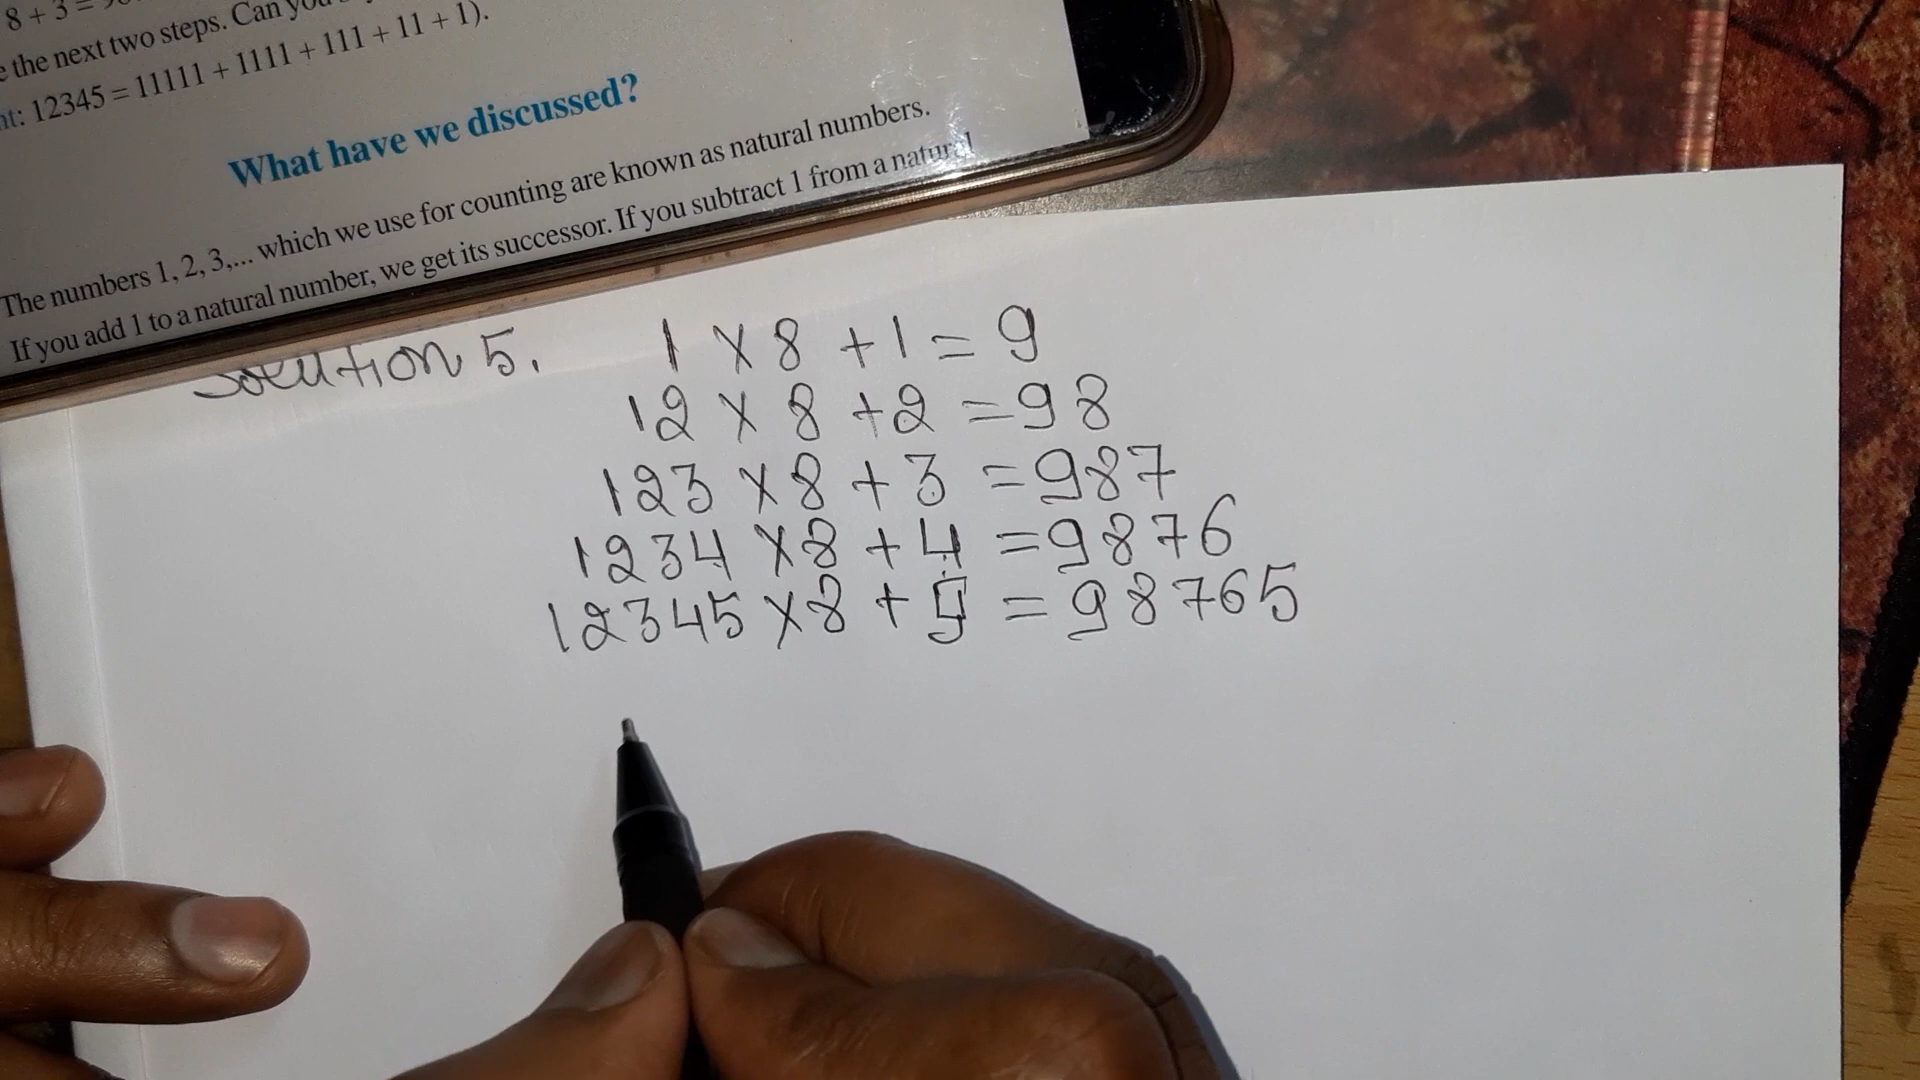 8 + 3 =
the next two steps. Can you
nt: 12345 = 11111 + 1111 + 111 + 11 + 1).
What have we discussed?
The numbers 1, 2, 3,... which we use for counting are known as natural numbers.
If you add 1 to a natural number, we get its successor. If you subtract 1 from a natural
Solution 5. 1 × 8 + 1 = 9
12 × 8 + 2 = 98
123 × 8 + 3 = 987
1234 × 8 + 4 = 9876
12345 × 8 + 5 = 98765